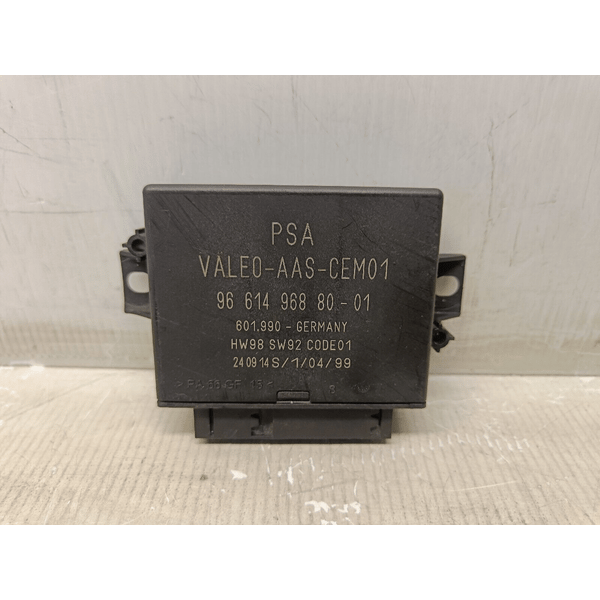 PSA
VALEO-AAS-CEM01
96 614 968 80-01
601.990 - GERMANY
HW98 SW92 CODE01
240914S/1/04/99